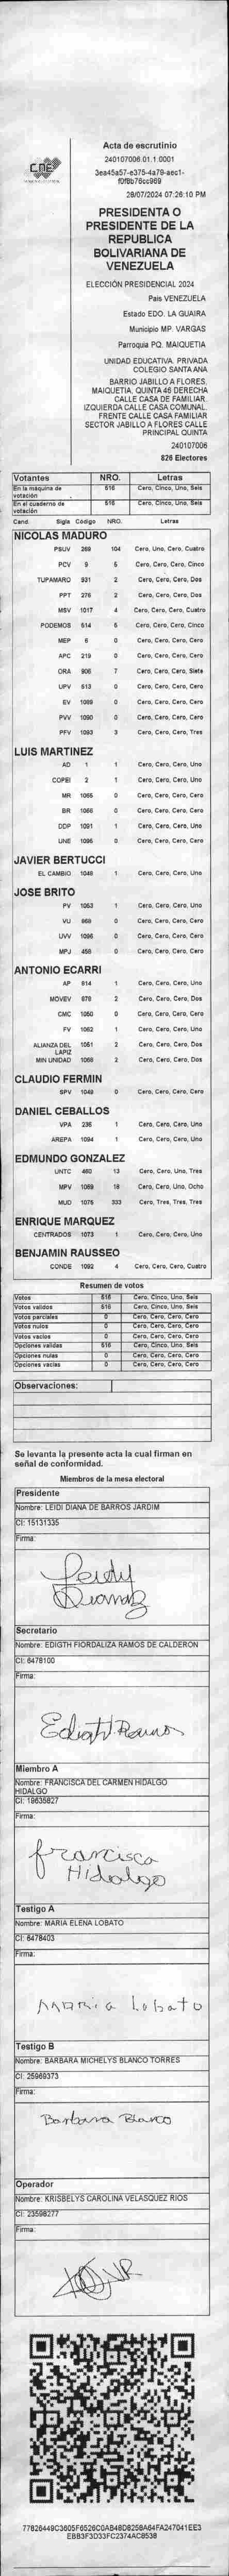 CNE
Acta de escrutinio
240107006.01.1.0001
3ea45a57-e375-4a79-aec1-
f0f8b76cc969
28/07/2024 07:26:10 PM
PRESIDENTA O
PRESIDENTE DE LA
REPUBLICA
BOLIVARIANA DE
VENEZUELA
ELECCIÓN PRESIDENCIAL 2024
Pais VENEZUELA
Estado EDO. LA GUAIRA
Municipio MP. VARGAS
Parroquia PQ. MAIQUETIA
UNIDAD EDUCATIVA PRIVADA
COLEGIO SANTA ANA
BARRIO JABILLO A FLORES.
MAIQUETIA. QUINTA 45 DERECHA
CALLE CASA DE FAMILIAR.
IZQUIERDA CALLE CASA COMUNAL.
FRENTE CALLE CASA FAMILIAR
SECTOR JABILLO A FLORES CALLE
PRINCIPAL QUINTA
240107006
826 Electores
Votantes NRO. Letras
En la máquina de votación 516 Cero, Cinco, Uno, Seis
En el cuaderno de votación 516 Cero, Cinco, Uno, Seis
Cand. Sigla Código NRO. Letras
NICOLAS MADURO
PSUV 268 104 Cero, Uno, Cero, Cuatro
PCV 9 5 Cero, Cero, Cero, Cinco
TUPAMARO 931 2 Cero, Cero, Cero, Dos
PPT 276 2 Cero, Cero, Cero, Dos
MSV 1017 4 Cero, Cero, Cero, Cuatro
PODEMOS 514 5 Cero, Cero, Cero, Cinco
MEP 6 0 Cero, Cero, Cero, Cero
APC 219 0 Cero, Cero, Cero, Cero
ORA 906 7 Cero, Cero, Cero, Siete
UPV 513 0 Cero, Cero, Cero, Cero
EV 1089 0 Cero, Cero, Cero, Cero
PVV 1090 0 Cero, Cero, Cero, Cero
PFV 1093 3 Cero, Cero, Cero, Tres
LUIS MARTINEZ
AD 1 1 Cero, Cero, Cero, Uno
COPEI 2 1 Cero, Cero, Cero, Uno
MR 1065 0 Cero, Cero, Cero, Cero
BR 1066 0 Cero, Cero, Cero, Cero
DDP 1091 1 Cero, Cero, Cero, Uno
UNE 1095 0 Cero, Cero, Cero, Cero
JAVIER BERTUCCI
EL CAMBIO 1048 1 Cero, Cero, Cero, Uno
JOSE BRITO
PV 1053 1 Cero, Cero, Cero, Uno
VU 969 0 Cero, Cero, Cero, Cero
UVV 1096 0 Cero, Cero, Cero, Cero
MPJ 458 0 Cero, Cero, Cero, Cero
ANTONIO ECARRI
AP 914 1 Cero, Cero, Cero, Uno
MOVEV 978 2 Cero, Cero, Cero, Dos
CMC 1050 0 Cero, Cero, Cero, Cero
FV 1062 1 Cero, Cero, Cero, Uno
ALIANZA DEL LAPIZ 1051 2 Cero, Cero, Cero, Dos
MIN UNIDAD 1058 2 Cero, Cero, Cero, Dos
CLAUDIO FERMIN
SPV 1049 0 Cero, Cero, Cero, Cero
DANIEL CEBALLOS
VPA 236 1 Cero, Cero, Cero, Uno
AREPA 1094 1 Cero, Cero, Cero, Uno
EDMUNDO GONZALEZ
UNTC 460 13 Cero, Cero, Uno, Tres
MPV 1069 18 Cero, Cero, Uno, Ocho
MUD 1075 333 Cero, Tres, Tres, Tres
ENRIQUE MARQUEZ
CENTRADOS 1073 1 Cero, Cero, Cero, Uno
BENJAMIN RAUSSEO
CONDE 1092 4 Cero, Cero, Cero, Cuatro
Resumen de votos
Votos 516 Cero, Cinco, Uno, Seis
Votos validos 516 Cero, Cinco, Uno, Seis
Votos parciales 0 Cero, Cero, Cero, Cero
Votos nulos 0 Cero, Cero, Cero, Cero
Votos vacios 0 Cero, Cero, Cero, Cero
Opciones validas 516 Cero, Cinco, Uno, Seis
Opciones nulas 0 Cero, Cero, Cero, Cero
Opciones vacias 0 Cero, Cero, Cero, Cero
Observaciones:
Se levanta la presente acta la cual firman en
señal de conformidad.
Miembros de la mesa electoral
Presidente
Nombre: LEIDI DIANA DE BARROS JARDIM
CI: 15131335
Firma:
Leidy
Diana
Secretario
Nombre: EDIGTH FIORDALIZA RAMOS DE CALDERON
CI: 6478100
Firma:
Edigth Ramos
Miembro A
Nombre: FRANCISCA DEL CARMEN HIDALGO
HIDALGO
CI: 19635827
Firma:
francisca
Hidalgo
Testigo A
Nombre: MARIA ELENA LOBATO
CI: 6478403
Firma:
Maria Lobato
Testigo B
Nombre: BARBARA MICHELYS BLANCO TORRES
CI: 25969373
Firma:
Barbara Blanco
Operador
Nombre: KRISBELYS CAROLINA VELASQUEZ RIOS
CI: 23598277
Firma:
77826449C3605F6526C0AB48D8258A64FA247041EE3
EBB3F3D33FC2374AC8538